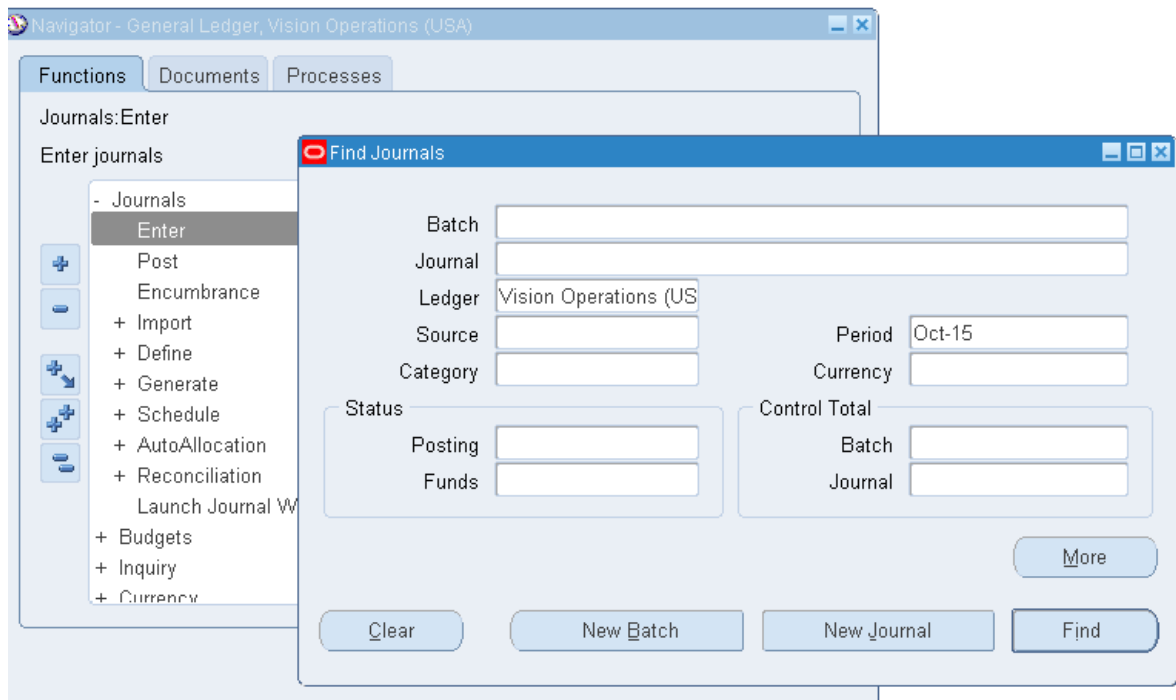 Navigator - General Ledger, Vision Operations (USA)
Functions Documents Processes
Journals:Enter
Enter journals
- Journals
Enter
Post
Encumbrance
+ Import
+ Define
+ Generate
+ Schedule
+ AutoAllocation
+ Reconciliation
Launch Journal W
+ Budgets
+ Inquiry
+ Currency
Find Journals
Batch
Journal
Ledger Vision Operations (US
Source Period Oct-15
Category Currency
Status Control Total
Posting Batch
Funds Journal
More
Clear New Batch New Journal Find